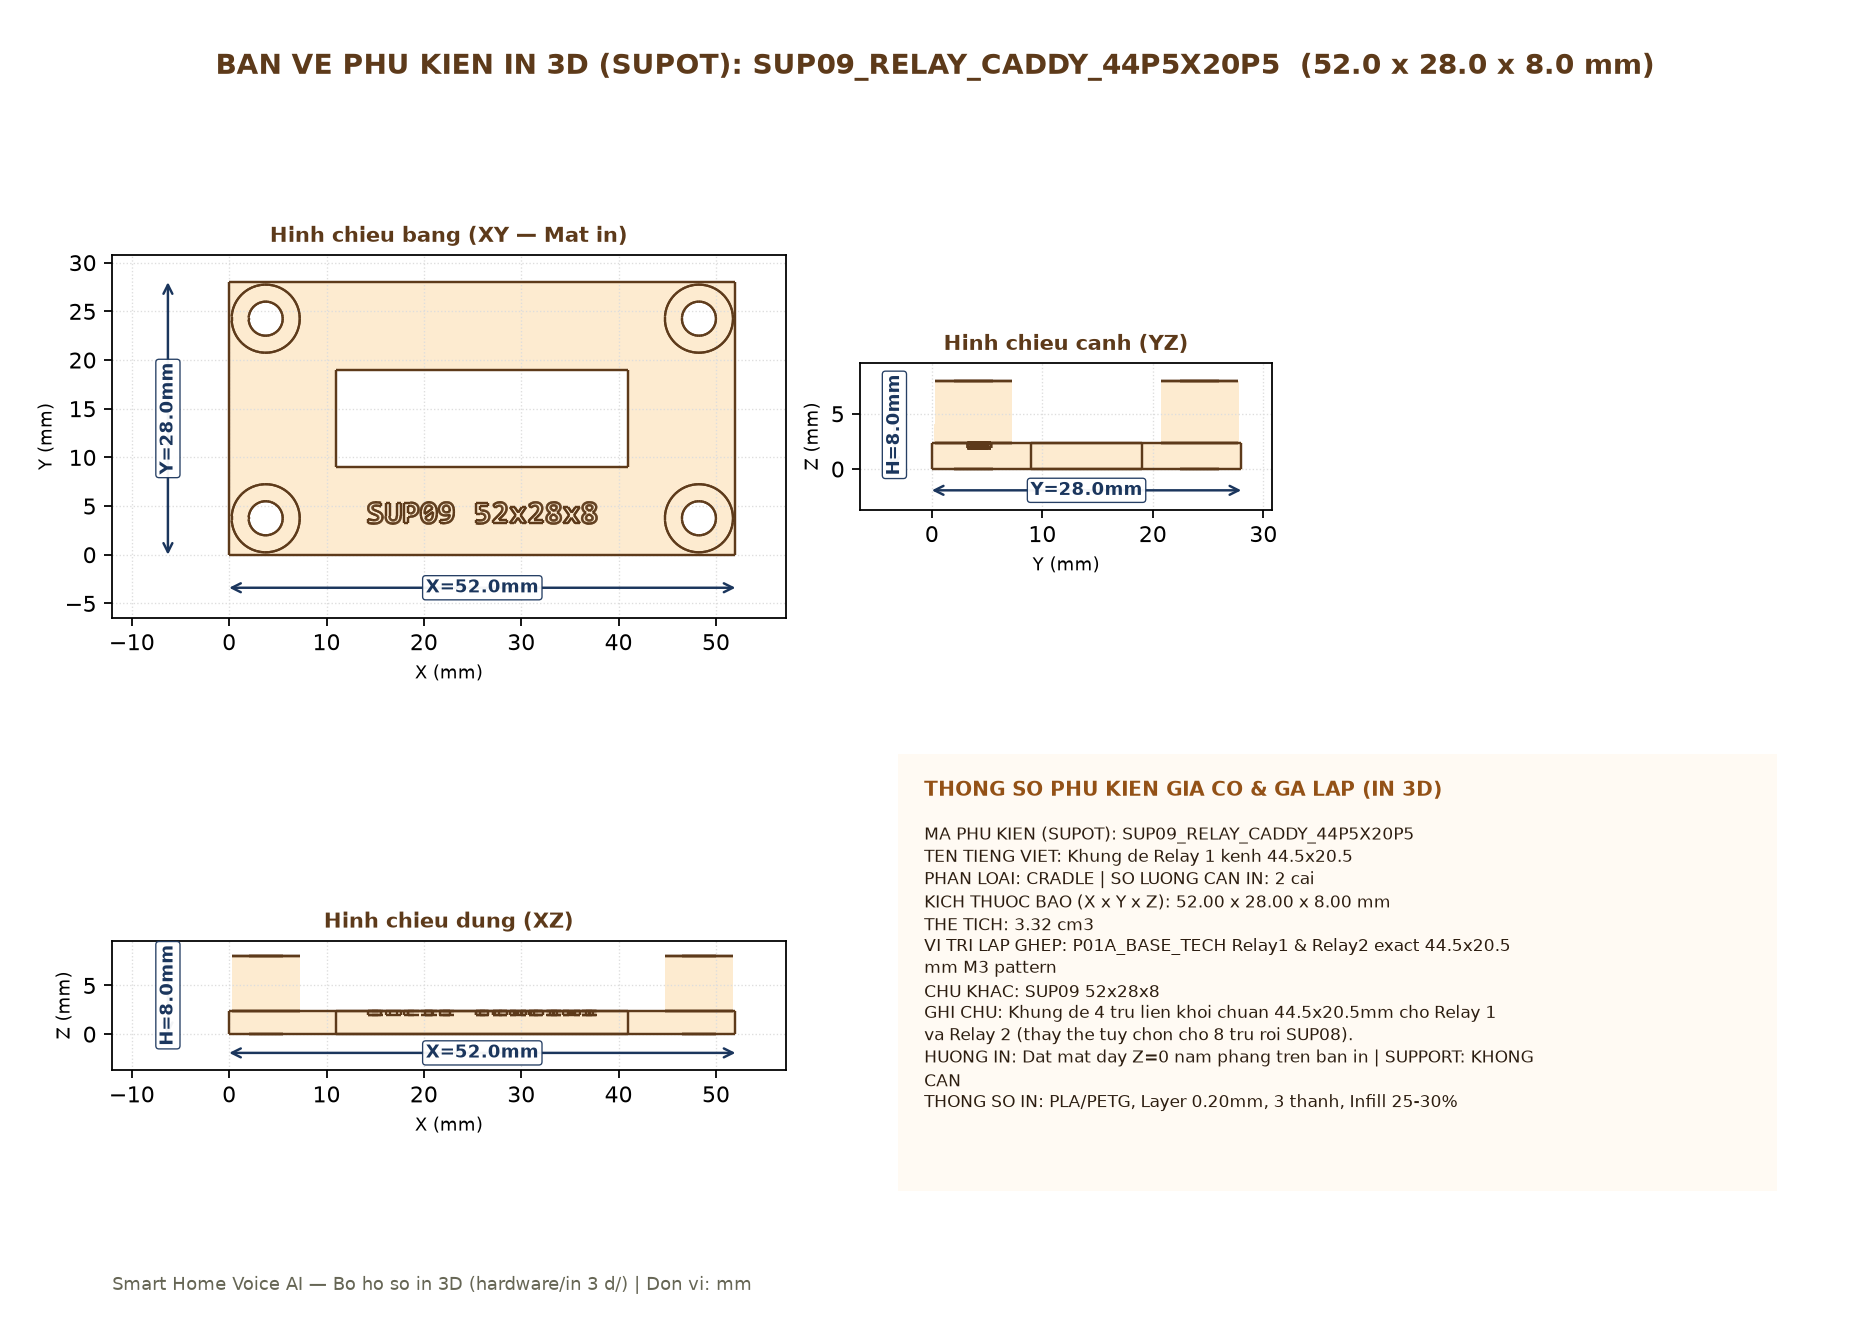 BAN VE PHU KIEN IN 3D (SUPOT): SUP09_RELAY_CADDY_44P5X20P5  (52.0 x 28.0 x 8.0 mm)
Hinh chieu bang (XY — Mat in)
30
25
20
15
10
5
0
−5
Y (mm)
Y=28.0mm
SUP09 52x28x8
X=52.0mm
−10
0
10
20
30
40
50
X (mm)
Hinh chieu canh (YZ)
5
0
Z (mm)
H=8.0mm
Y=28.0mm
0
10
20
30
Y (mm)
Hinh chieu dung (XZ)
5
0
Z (mm)
H=8.0mm
X=52.0mm
−10
0
10
20
30
40
50
X (mm)
THONG SO PHU KIEN GIA CO & GA LAP (IN 3D)
MA PHU KIEN (SUPOT): SUP09_RELAY_CADDY_44P5X20P5
TEN TIENG VIET: Khung de Relay 1 kenh 44.5x20.5
PHAN LOAI: CRADLE | SO LUONG CAN IN: 2 cai
KICH THUOC BAO (X x Y x Z): 52.00 x 28.00 x 8.00 mm
THE TICH: 3.32 cm3
VI TRI LAP GHEP: P01A_BASE_TECH Relay1 & Relay2 exact 44.5x20.5
mm M3 pattern
CHU KHAC: SUP09 52x28x8
GHI CHU: Khung de 4 tru lien khoi chuan 44.5x20.5mm cho Relay 1
va Relay 2 (thay the tuy chon cho 8 tru roi SUP08).
HUONG IN: Dat mat day Z=0 nam phang tren ban in | SUPPORT: KHONG
CAN
THONG SO IN: PLA/PETG, Layer 0.20mm, 3 thanh, Infill 25-30%
Smart Home Voice AI — Bo ho so in 3D (hardware/in 3 d/) | Don vi: mm